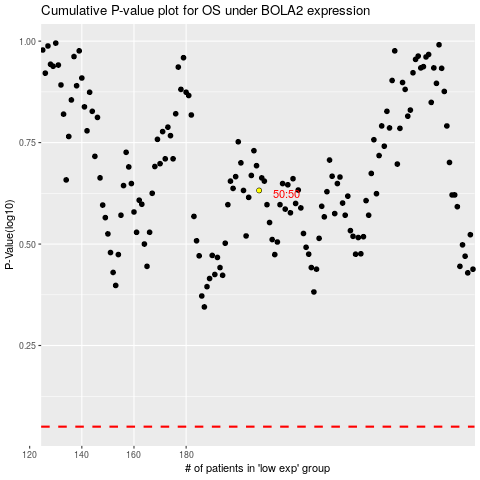 Cumulative P-value plot for OS under BOLA2 expression
P-Value(log10)
1.00
0.75
0.50
0.25
50:50
120 140 160 180
# of patients in 'low exp' group